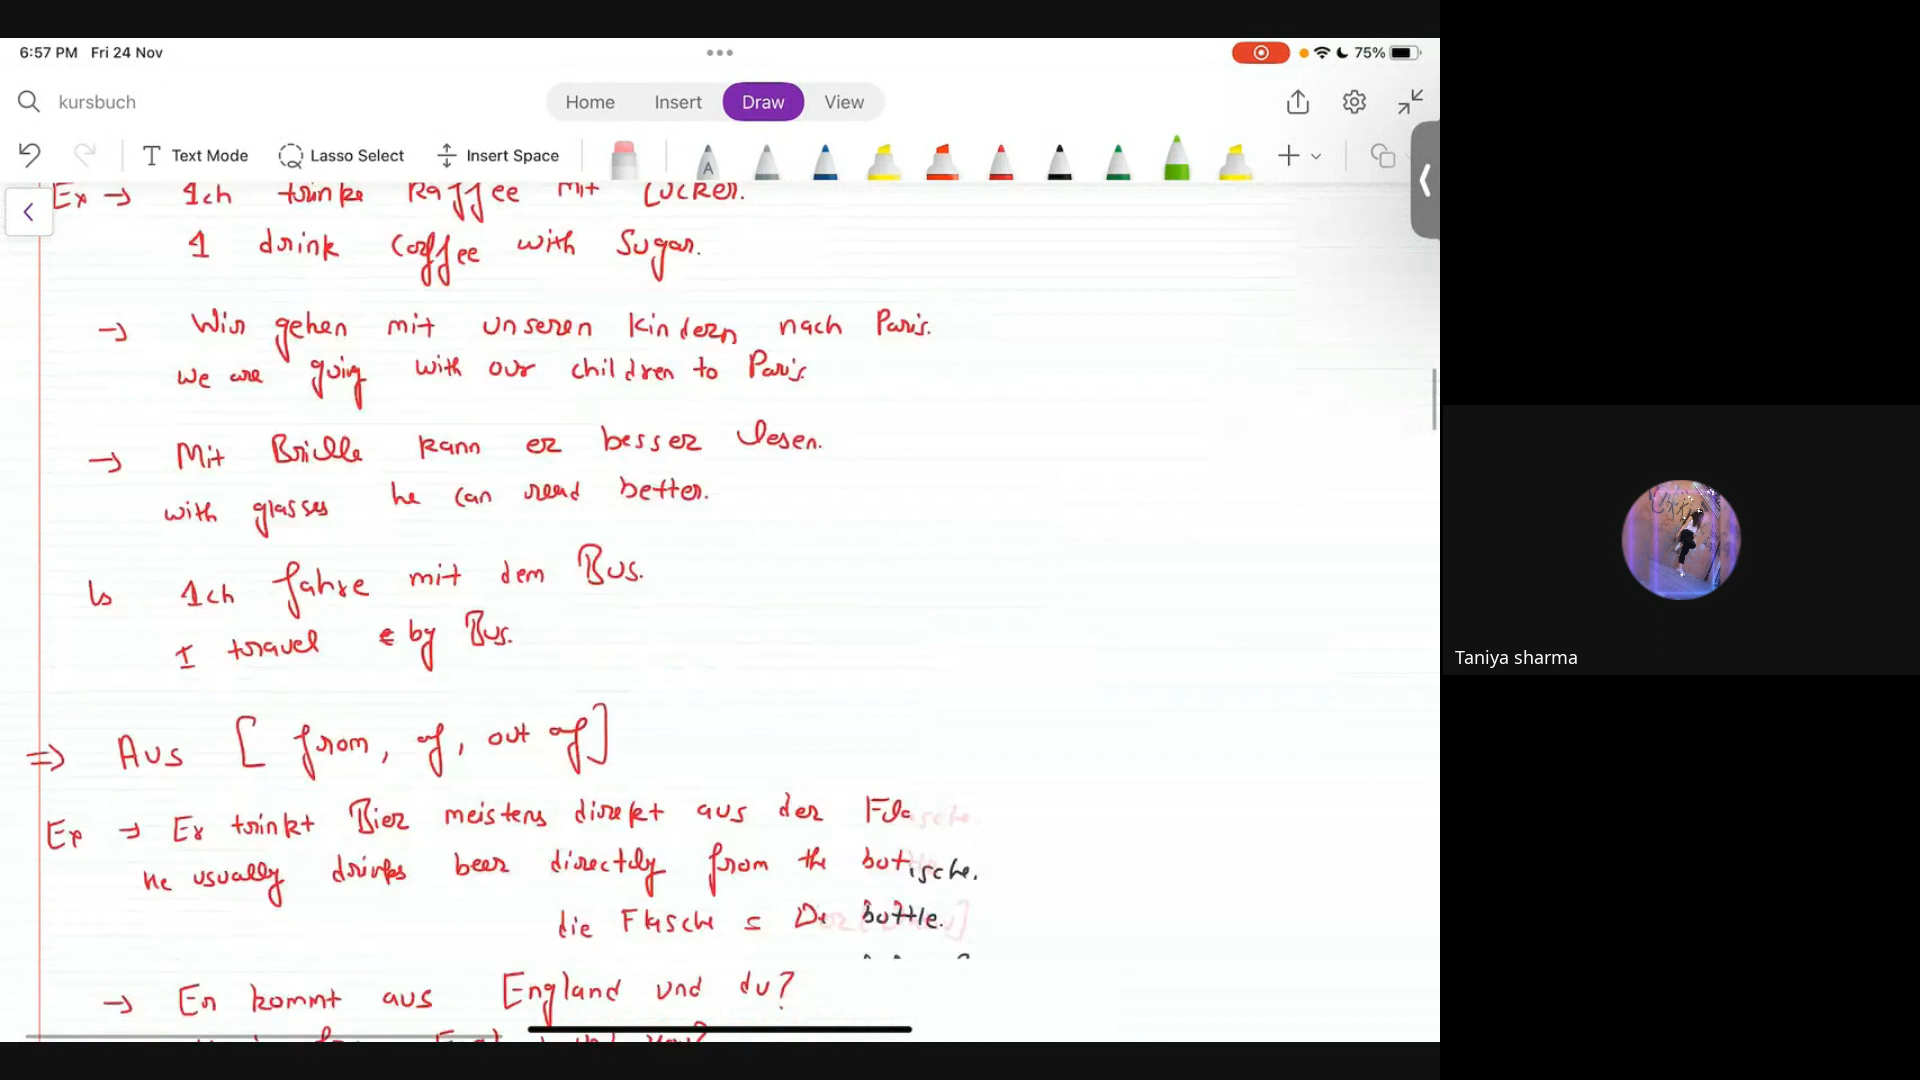 6:57 PM Fri 24 Nov
75%
kursbuch
Home Insert Draw View
Text Mode Lasso Select Insert Space
A
Ex → Ich trinke Kaffee mit Zucker.
I drink Coffee with Sugar.
→ Wir gehen mit unseren Kindern nach Paris.
we are going with our children to Paris.
→ Mit Brille kann er besser lesen.
with glasses he can read better.
↳ Ich fahre mit dem Bus.
I travel by Bus.
⇒ Aus [ from, of, out of ]
Ex → Er trinkt Bier meistens direkt aus der Flasche.
He usually drinks beer directly from the bottle.
die Flasche =
→ Er kommt aus England und du?
Taniya sharma